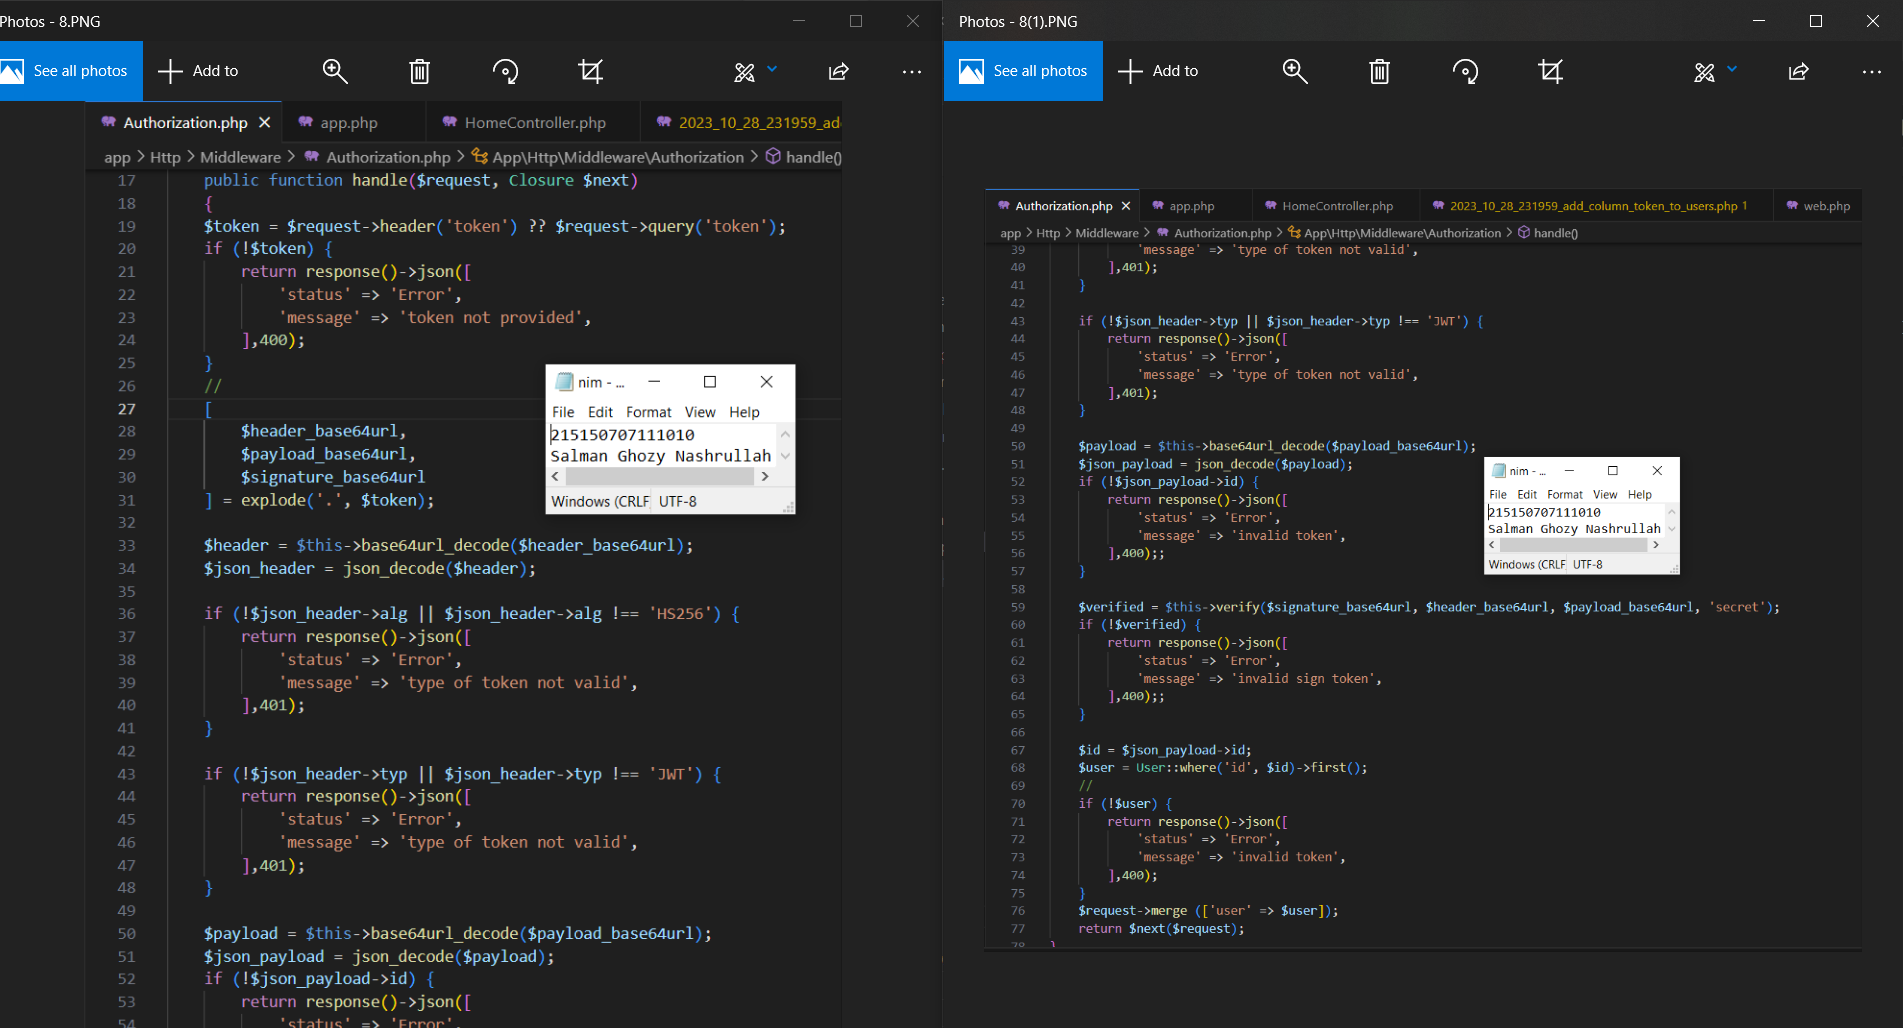 Photos - 8.PNG
See all photos
Add to
Authorization.php
app.php
HomeController.php
2023_10_28_231959_ad
app > Http > Middleware > Authorization.php > App\Http\Middleware\Authorization > handle()
17 public function handle($request, Closure $next)
18 {
19 $token = $request->header('token') ?? $request->query('token');
20 if (!$token) {
21 return response()->json([
22 'status' => 'Error',
23 'message' => 'token not provided',
24 ],400);
25 }
26 //
27 [
28 $header_base64url,
29 $payload_base64url,
30 $signature_base64url
31 ] = explode('.', $token);
32
33 $header = $this->base64url_decode($header_base64url);
34 $json_header = json_decode($header);
35
36 if (!$json_header->alg || $json_header->alg !== 'HS256') {
37 return response()->json([
38 'status' => 'Error',
39 'message' => 'type of token not valid',
40 ],401);
41 }
42
43 if (!$json_header->typ || $json_header->typ !== 'JWT') {
44 return response()->json([
45 'status' => 'Error',
46 'message' => 'type of token not valid',
47 ],401);
48 }
49
50 $payload = $this->base64url_decode($payload_base64url);
51 $json_payload = json_decode($payload);
52 if (!$json_payload->id) {
53 return response()->json([
54 'status' => 'Error',
nim - ...
File Edit Format View Help
215150707111010
Salman Ghozy Nashrullah
Windows (CRLF UTF-8
Photos - 8(1).PNG
See all photos
Add to
Authorization.php
app.php
HomeController.php
2023_10_28_231959_add_column_token_to_users.php 1
web.php
app > Http > Middleware > Authorization.php > App\Http\Middleware\Authorization > handle()
39 'message' => 'type of token not valid',
40 ],401);
41 }
42
43 if (!$json_header->typ || $json_header->typ !== 'JWT') {
44 return response()->json([
45 'status' => 'Error',
46 'message' => 'type of token not valid',
47 ],401);
48 }
49
50 $payload = $this->base64url_decode($payload_base64url);
51 $json_payload = json_decode($payload);
52 if (!$json_payload->id) {
53 return response()->json([
54 'status' => 'Error',
55 'message' => 'invalid token',
56 ],400);;
57 }
58
59 $verified = $this->verify($signature_base64url, $header_base64url, $payload_base64url, 'secret');
60 if (!$verified) {
61 return response()->json([
62 'status' => 'Error',
63 'message' => 'invalid sign token',
64 ],400);;
65 }
66
67 $id = $json_payload->id;
68 $user = User::where('id', $id)->first();
69 //
70 if (!$user) {
71 return response()->json([
72 'status' => 'Error',
73 'message' => 'invalid token',
74 ],400);
75 }
76 $request->merge (['user' => $user]);
77 return $next($request);
78 }
nim - ...
File Edit Format View Help
215150707111010
Salman Ghozy Nashrullah
Windows (CRLF UTF-8